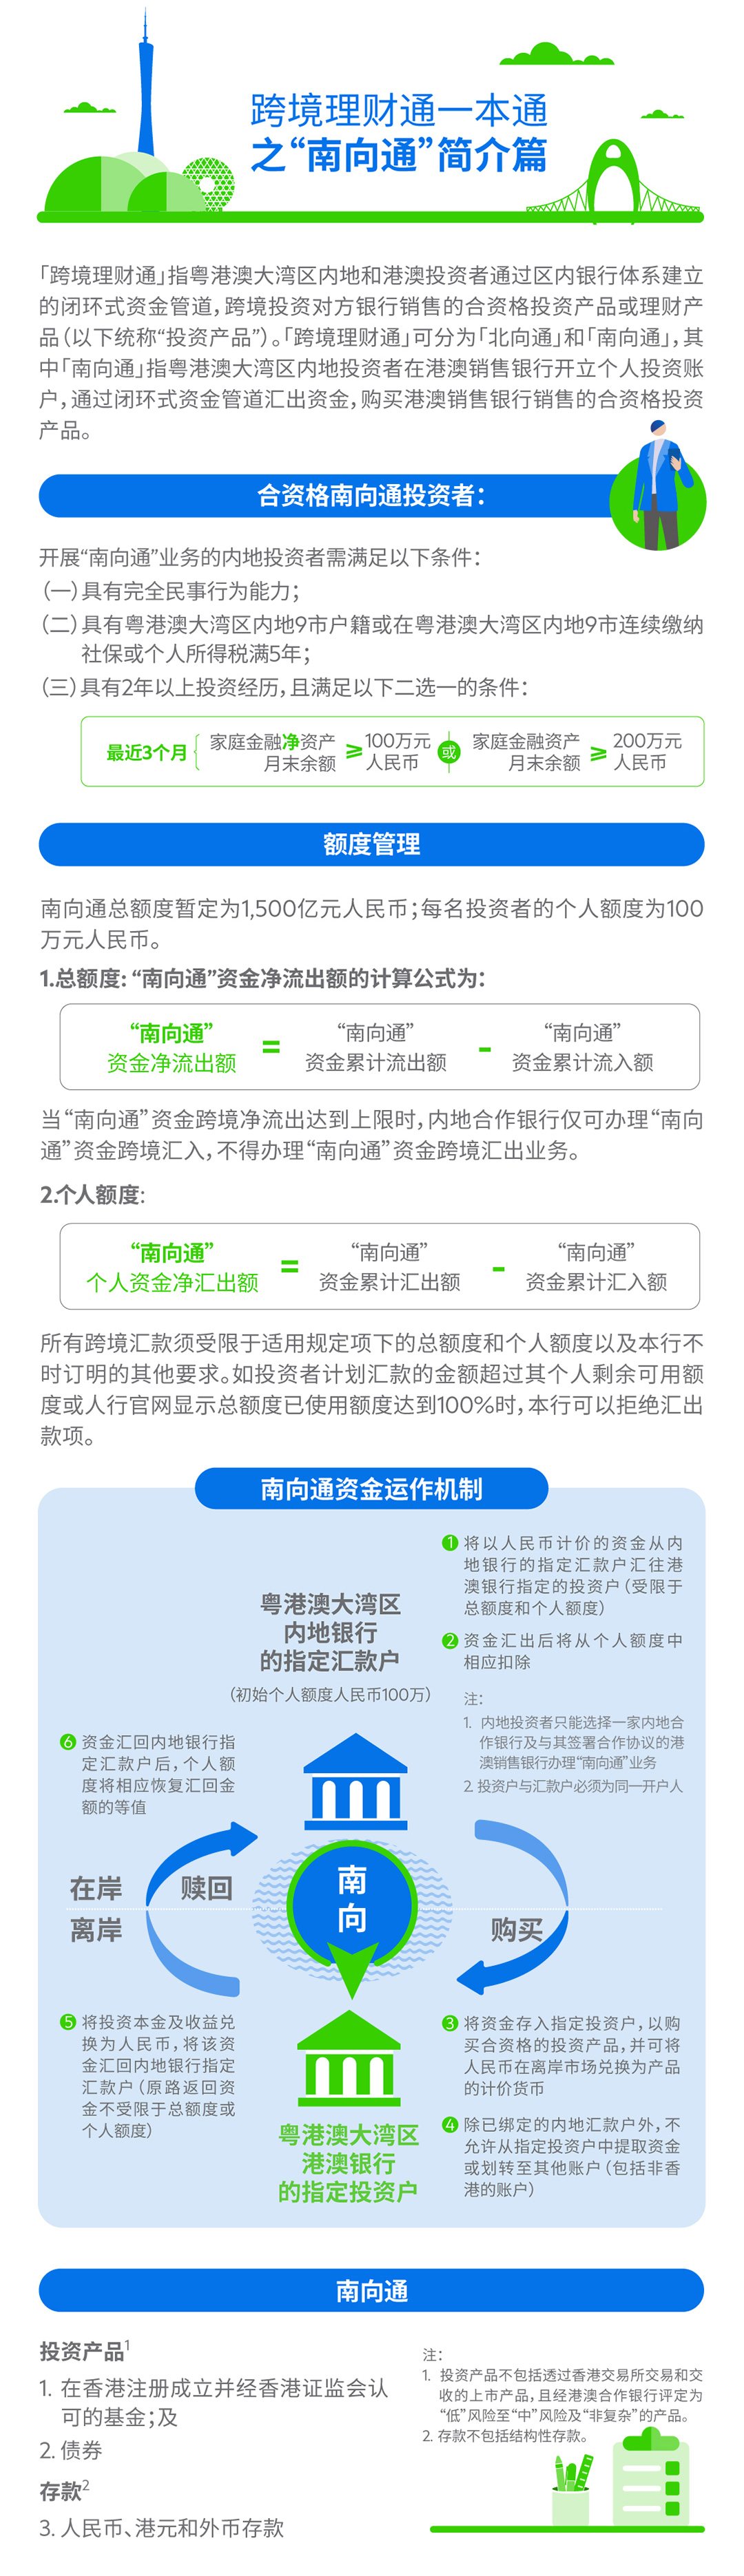 跨境理财通一本通
之“南向通”简介篇
「跨境理财通」指粤港澳大湾区内地和港澳投资者通过区内银行体系建立
的闭环式资金管道，跨境投资对方银行销售的合资格投资产品或理财产
品（以下统称“投资产品”）。「跨境理财通」可分为「北向通」和「南向通」，其
中「南向通」指粤港澳大湾区内地投资者在港澳销售银行开立个人投资账
户，通过闭环式资金管道汇出资金，购买港澳销售银行销售的合资格投资
产品。
合资格南向通投资者：
开展“南向通”业务的内地投资者需满足以下条件：
（一）具有完全民事行为能力；
（二）具有粤港澳大湾区内地9市户籍或在粤港澳大湾区内地9市连续缴纳
社保或个人所得税满5年；
（三）具有2年以上投资经历，且满足以下二选一的条件：
最近3个月 家庭金融净资产月末余额 ≥ 100万元人民币 或 家庭金融资产月末余额 ≥ 200万元人民币
额度管理
南向通总额度暂定为1,500亿元人民币；每名投资者的个人额度为100
万元人民币。
1.总额度：“南向通”资金净流出额的计算公式为：
“南向通” “南向通” “南向通”
资金净流出额 = 资金累计流出额 - 资金累计流入额
当“南向通”资金跨境净流出达到上限时，内地合作银行仅可办理“南向
通”资金跨境汇入，不得办理“南向通”资金跨境汇出业务。
2.个人额度：
“南向通” “南向通” “南向通”
个人资金净汇出额 = 资金累计汇出额 - 资金累计汇入额
所有跨境汇款须受限于适用规定项下的总额度和个人额度以及本行不
时订明的其他要求。如投资者计划汇款的金额超过其个人剩余可用额
度或人行官网显示总额度已使用额度达到100%时，本行可以拒绝汇出
款项。
南向通资金运作机制
粤港澳大湾区
内地银行
的指定汇款户
（初始个人额度人民币100万）
1 将以人民币计价的资金从内
地银行的指定汇款户汇往港
澳银行指定的投资户（受限于
总额度和个人额度）
2 资金汇出后将从个人额度中
相应扣除
注：
1. 内地投资者只能选择一家内地合
作银行及与其签署合作协议的港
澳销售银行办理“南向通”业务
2. 投资户与汇款户必须为同一开户人
6 资金汇回内地银行指
定汇款户后，个人额
度将相应恢复汇回金
额的等值
在岸
赎回
南
向
离岸
购买
5 将投资本金及收益兑
换为人民币，将该资
金汇回内地银行指定
汇款户（原路返回资
金不受限于总额度或
个人额度）
3 将资金存入指定投资户，以购
买合资格的投资产品，并可将
人民币在离岸市场兑换为产品
的计价货币
4 除已绑定的内地汇款户外，不
允许从指定投资户中提取资金
或划转至其他账户（包括非香
港的账户）
粤港澳大湾区
港澳银行
的指定投资户
南向通
投资产品1
1. 在香港注册成立并经香港证监会认
可的基金；及
2. 债券
存款2
3. 人民币、港元和外币存款
注：
1. 投资产品不包括透过香港交易所交易和交
收的上市产品，且经港澳合作银行评定为
“低”风险至“中”风险及“非复杂”的产品。
2. 存款不包括结构性存款。